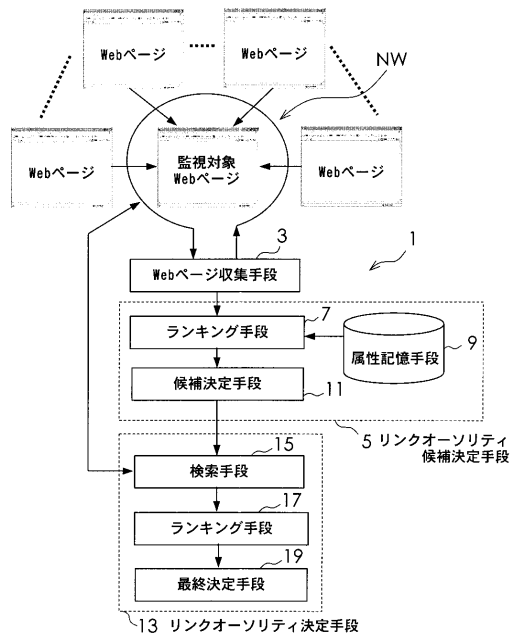 Webページ
Webページ
NW
Webページ
監視対象
Webページ
Webページ
3
1
Webページ収集手段
7
ランキング手段
属性記憶手段
9
候補決定手段
11
5 リンクオーソリティ
候補決定手段
15
検索手段
17
ランキング手段
19
最終決定手段
13 リンクオーソリティ決定手段